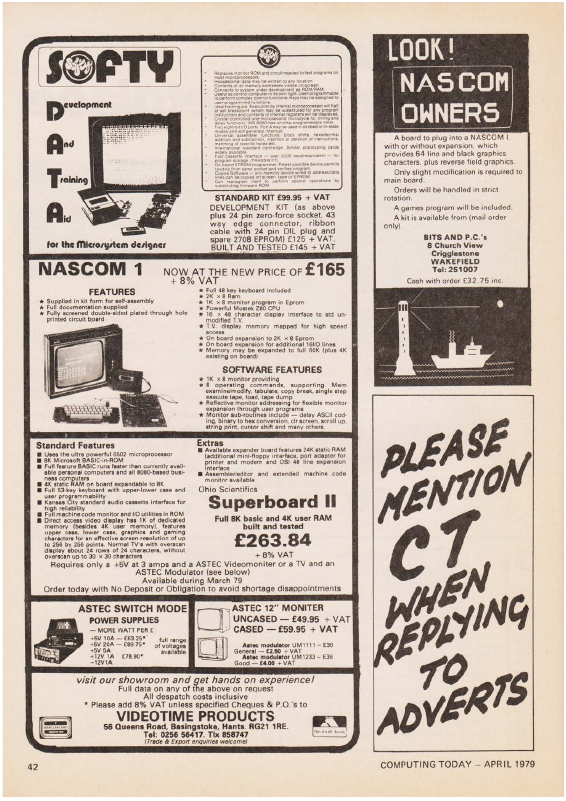 SOFTY
Development
And
Training
Aid
for the Microsystem designer
STANDARD KIT £99.95 + VAT
DEVELOPMENT KIT (as above
plus 24 pin zero-force socket, 43
way edge connector, ribbon
cable with 24 pin DIL plug and
spare 2708 EPROM) £125 + VAT.
BUILT AND TESTED £145 + VAT
NASCOM 1 NOW AT THE NEW PRICE OF £165
+ 8% VAT
FEATURES
★ Supplied in kit form for self-assembly
★ Full documentation supplied
★ Fully screened double-sided plated through hole
printed circuit board
★ Full 48 key keyboard included
★ 2K × 8 Ram
★ 1K × 8 monitor program in Eprom
★ Powerful Mostek Z80 CPU
★ 16 × 48 character display interface to std un-
modified T.V.
★ T.V. display memory mapped for high speed
access
★ On board expansion to 2K × 8 Eprom
★ On board expansion for additional 16I/O lines
★ Memory may be expanded to full 60K (plus 4K
existing on board)
SOFTWARE FEATURES
★ 1K × 8 monitor providing
★ 8 operating commands, supporting. Mem
examine/modify, tabulate, copy break, single step
execute tape, load, tape dump
★ Reflective monitor addressing for flexible monitor
expansion through user programs
★ Monitor sub-routines include — delay ASCII cod-
ing, binary to hex conversion, clr screen, scroll up,
string print, cursor shift and many others.
Standard Features
■ Uses the ultra powerful 6502 microprocessor
■ 8K Microsoft BASIC-in-ROM
■ Full feature BASIC runs faster than currently avail-
able personal computers and all 8080-based busi-
ness computers
■ 4K static RAM on board expandable to 8K
■ Full 53-key keyboard with upper-lower case and
user programmability
■ Kansas City standard audio cassette interface for
high reliability
■ Full machine code monitor and I/O utilities in ROM
■ Direct access video display has 1K of dedicated
memory (besides 4K user memory), features
upper case, lower case, graphics and gaming
characters for an effective screen resolution of up
to 256 by 256 points. Normal TV's with overscan
display about 24 rows of 24 characters, without
overscan up to 30 × 30 characters
Extras
■ Available expander board features 24K static RAM
(additional mini-floppy interface, port adapter for
printer and modem and OSI 48 line expansion
interface
■ Assembler/editor and extended machine code
monitor available
Ohio Scientifics
Superboard II
Full 8K basic and 4K user RAM
built and tested
£263.84
+ 8% VAT
Requires only a +5V at 3 amps and a ASTEC Videomoniter or a TV and an
ASTEC Modulator (see below)
Available during March 79
Order today with No Deposit or Obligation to avoid shortage disappointments
ASTEC SWITCH MODE
POWER SUPPLIES
— MORE WATT PER £
+5V 10A — £63.25*
+5V 20A — £89.75*
+5V 5A
+12V 1A £78.90*
−12V1A
full range
of voltages
available
ASTEC 12" MONITER
UNCASED — £49.95 + VAT
CASED — £59.95 + VAT
Astec modulator UM1111 — E36
General — £2.50 + VAT
Astec modulator UM1233 — E36
Good — £4.00 + VAT
visit our showroom and get hands on experience!
Full data on any of the above on request
All despatch costs inclusive
* Please add 8% VAT unless specified Cheques & P.O.'s to
VIDEOTIME PRODUCTS
56 Queens Road, Basingstoke, Hants. RG21 1RE.
Tel: 0256 56417. Tlx 858747
(Trade & Export enquiries welcome)
LOOK!
NASCOM
OWNERS
A board to plug into a NASCOM I,
with or without expansion, which
provides 64 line and black graphics
characters, plus reverse field graphics.
Only slight modification is required to
main board.
Orders will be handled in strict
rotation.
A games program will be included.
A kit is available from (mail order
only)
BITS AND P.C.'s
8 Church View
Crigglestone
WAKEFIELD
Tel: 251007
Cash with order £32.75 inc.
PLEASE
MENTION
CT
WHEN
REPLYING
TO
ADVERTS
42
COMPUTING TODAY — APRIL 1979